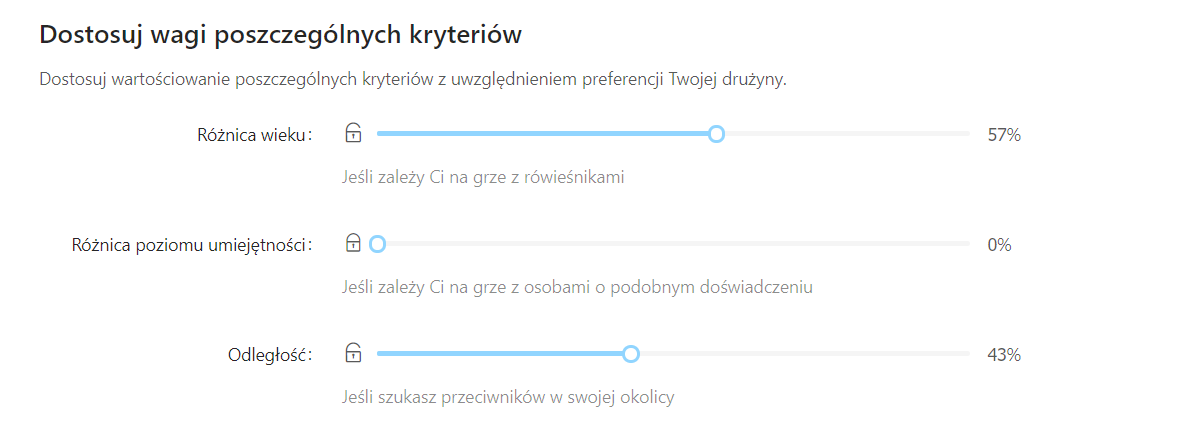 Dostosuj wagi poszczególnych kryteriów
Dostosuj wartościowanie poszczególnych kryteriów z uwzględnieniem preferencji Twojej drużyny.
Różnica wieku: 57%
Jeśli zależy Ci na grze z rówieśnikami
Różnica poziomu umiejętności: 0%
Jeśli zależy Ci na grze z osobami o podobnym doświadczeniu
Odległość: 43%
Jeśli szukasz przeciwników w swojej okolicy